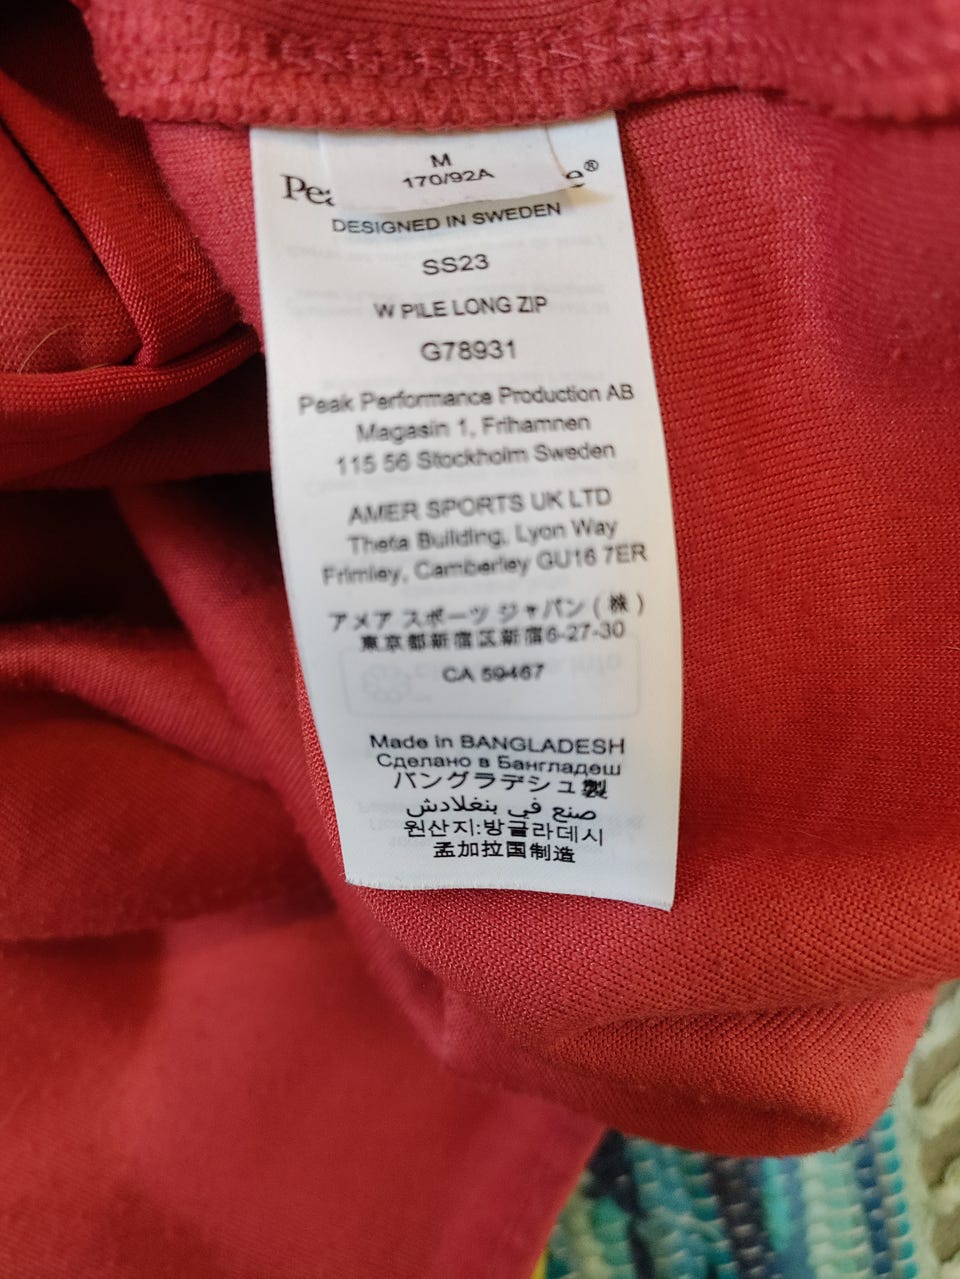 M
170/92A
Pea e®
DESIGNED IN SWEDEN
SS23
W PILE LONG ZIP
G78931
Peak Performance Production AB
Magasin 1, Frihamnen
115 56 Stockholm Sweden
AMER SPORTS UK LTD
Theta Building, Lyon Way
Frimley, Camberley GU16 7ER
アメア スポーツ ジャパン ( 株 )
東京都新宿区新宿6-27-30
CA 59467
Made in BANGLADESH
Сделано в Бангладеш
バングラデシュ製
صنع في بنغلادش
원산지:방글라데시
孟加拉国制造